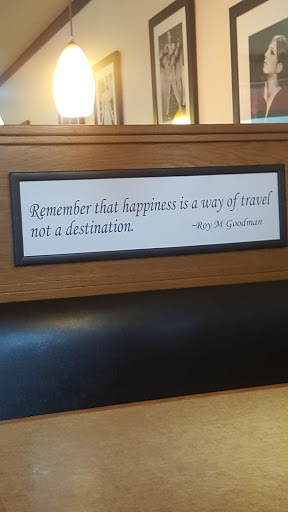 Remember that happiness is a way of travel
not a destination.
~Roy M Goodman